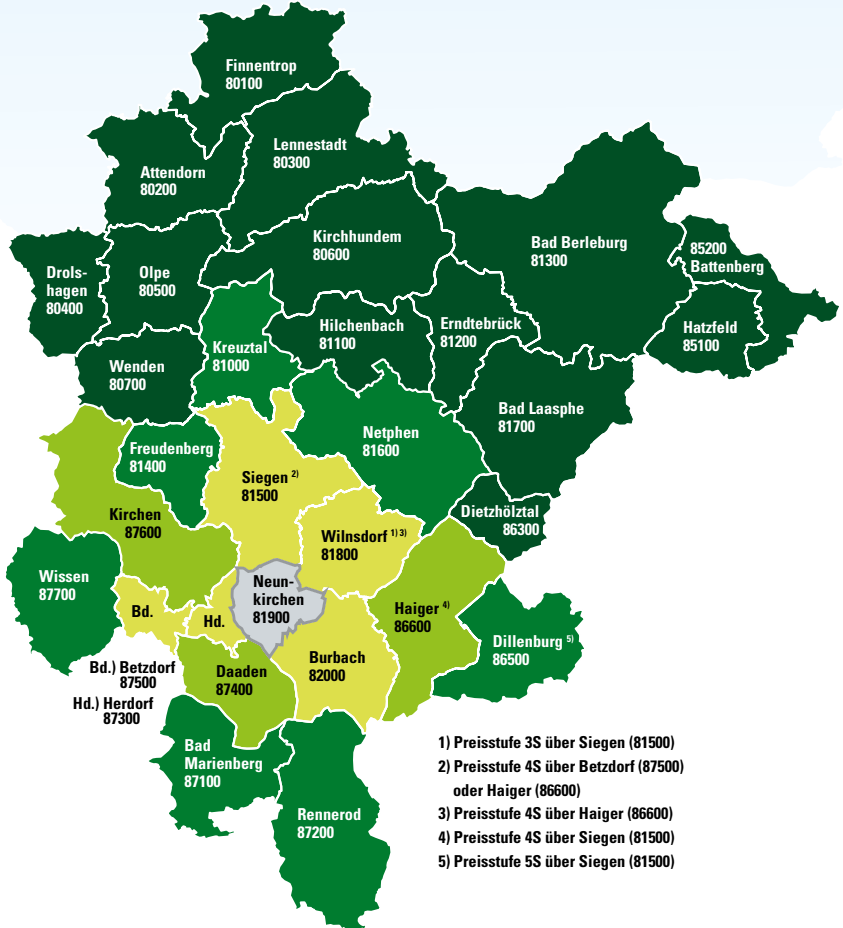 Finnentrop
80100
Lennestadt
80300
Attendorn
80200
Kirchhundem
80600
Bad Berleburg
81300
85200
Battenberg
Drols-
hagen
80400
Olpe
80500
Hilchenbach
81100
Erndtebrück
81200
Hatzfeld
85100
Kreuztal
81000
Wenden
80700
Bad Laasphe
81700
Netphen
81600
Freudenberg
81400
Siegen 2)
81500
Dietzhölztal
86300
Kirchen
87600
Wilnsdorf 1) 3)
81800
Wissen
87700
Neun-
kirchen
81900
Haiger 4)
86600
Bd.
Hd.
Dillenburg 5)
86500
Burbach
82000
Daaden
87400
Bd.) Betzdorf
87500
Hd.) Herdorf
87300
Bad
Marienberg
87100
Rennerod
87200
1) Preisstufe 3S über Siegen (81500)
2) Preisstufe 4S über Betzdorf (87500)
oder Haiger (86600)
3) Preisstufe 4S über Haiger (86600)
4) Preisstufe 4S über Siegen (81500)
5) Preisstufe 5S über Siegen (81500)